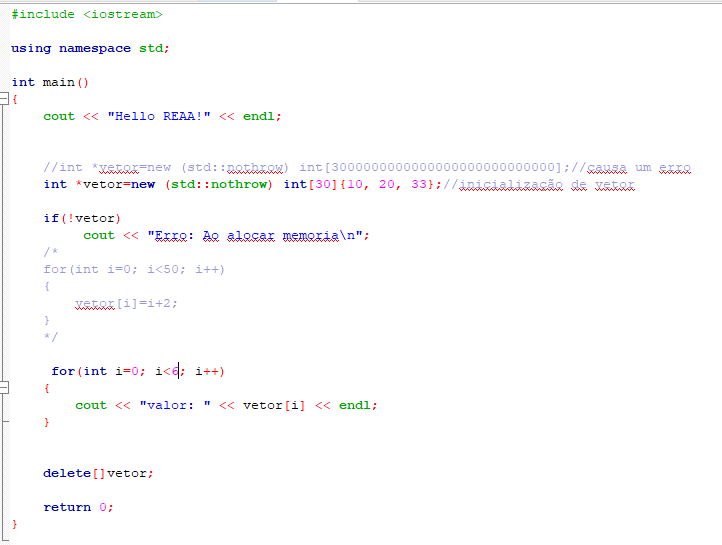 #include <iostream>
using namespace std;
int main()
{
cout << "Hello REAA!" << endl;
//int *vetor=new (std::nothrow) int[3000000000000000000000000000];//causa um erro
int *vetor=new (std::nothrow) int[30]{10, 20, 33};//inicialização de vetor
if(!vetor)
cout << "Erro: Ao alocar memoria\n";
/*
for(int i=0; i<50; i++)
{
vetor[i]=i+2;
}
*/
for(int i=0; i<6; i++)
{
cout << "valor: " << vetor[i] << endl;
}
delete[]vetor;
return 0;
}